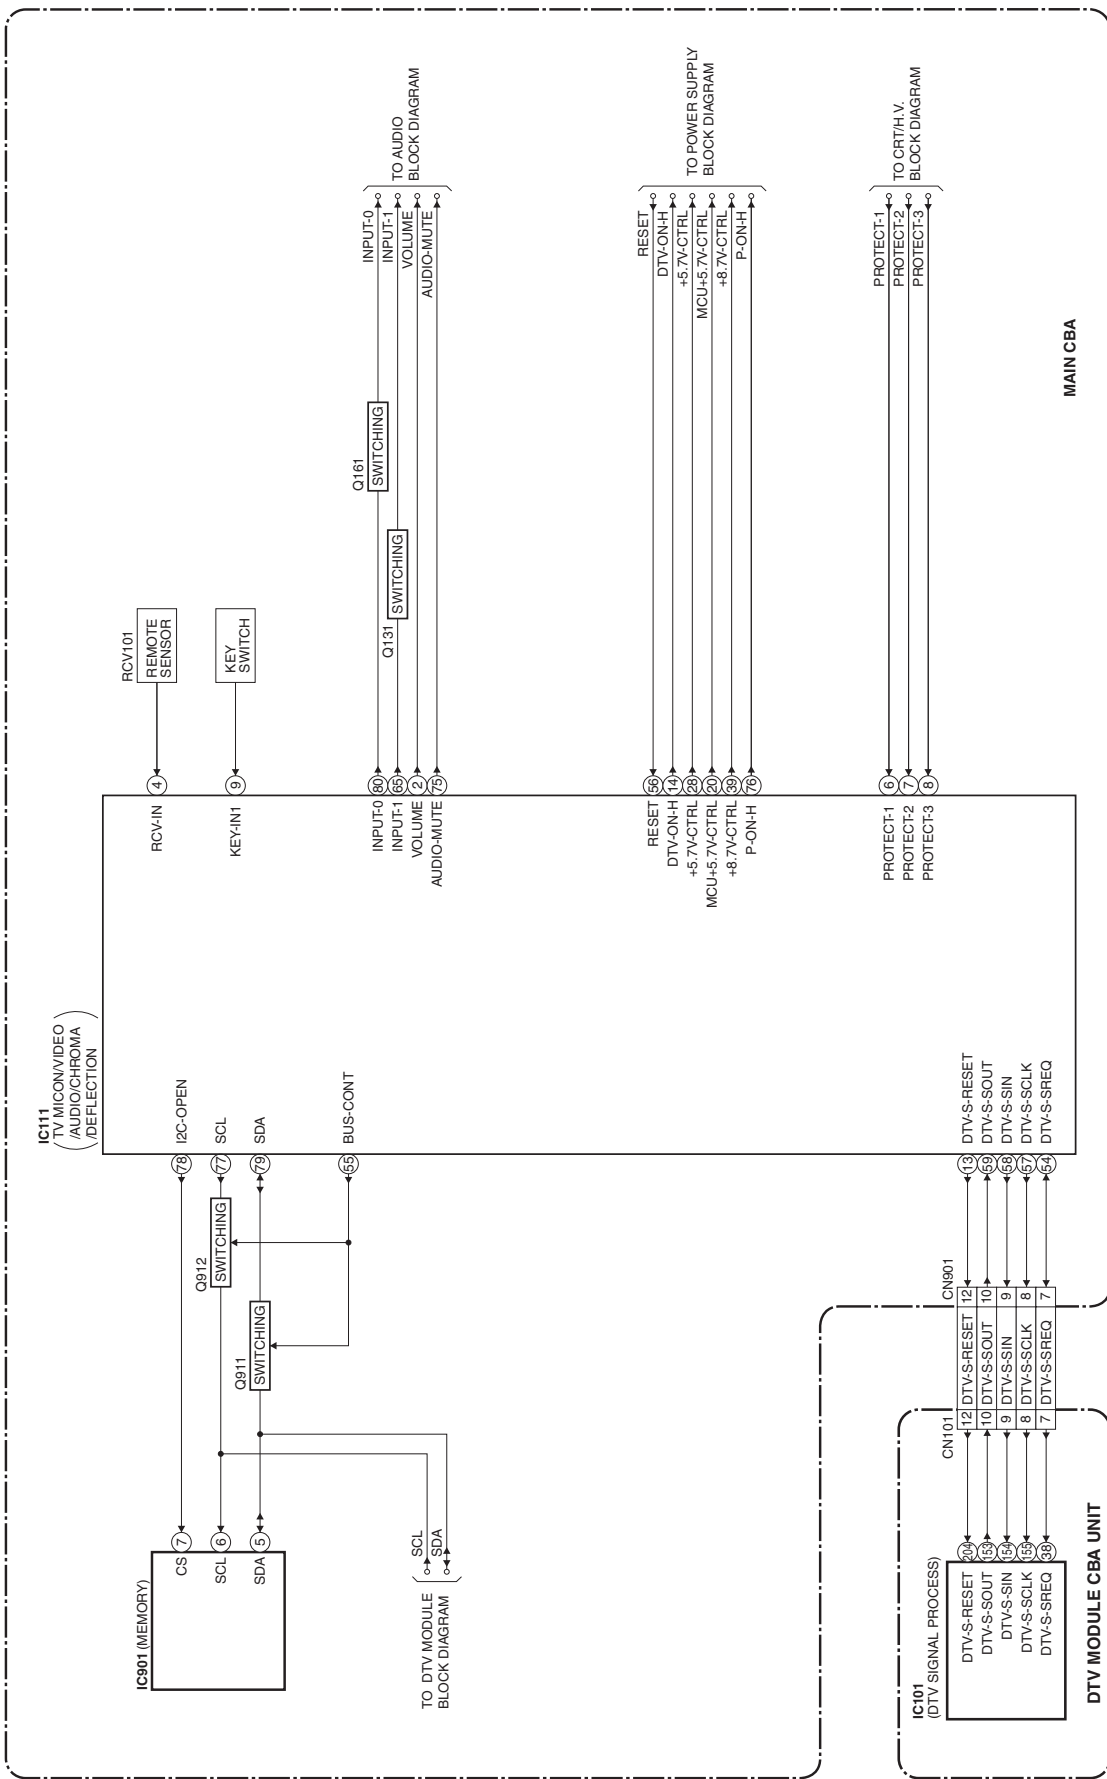 IC111
TV MICON/VIDEO
/AUDIO/CHROMA
/DEFLECTION
RCV101
REMOTE
SENSOR
4
RCV-IN
KEY
SWITCH
9
KEY-IN1
Q161
SWITCHING
Q131
SWITCHING
INPUT-0
INPUT-1
VOLUME
AUDIO-MUTE
TO AUDIO
BLOCK DIAGRAM
80
65
2
75
INPUT-0
INPUT-1
VOLUME
AUDIO-MUTE
RESET
DTV-ON-H
+5.7V-CTRL
MCU+5.7V-CTRL
+8.7V-CTRL
P-ON-H
TO POWER SUPPLY
BLOCK DIAGRAM
56
14
28
20
39
76
RESET
DTV-ON-H
+5.7V-CTRL
MCU+5.7V-CTRL
+8.7V-CTRL
P-ON-H
PROTECT-1
PROTECT-2
PROTECT-3
TO CRT/H.V.
BLOCK DIAGRAM
6
7
8
PROTECT-1
PROTECT-2
PROTECT-3
MAIN CBA
I2C-OPEN
SCL
SDA
BUS-CONT
78
77
79
55
Q912
SWITCHING
Q911
SWITCHING
IC901 (MEMORY)
CS
SCL
SDA
7
6
5
SCL
SDA
TO DTV MODULE
BLOCK DIAGRAM
DTV-S-RESET
DTV-S-SOUT
DTV-S-SIN
DTV-S-SCLK
DTV-S-SREQ
13
59
58
57
54
CN901
12
10
9
8
7
DTV-S-RESET
DTV-S-SOUT
DTV-S-SIN
DTV-S-SCLK
DTV-S-SREQ
CN101
12
10
9
8
7
204
153
154
155
38
IC101
(DTV SIGNAL PROCESS)
DTV-S-RESET
DTV-S-SOUT
DTV-S-SIN
DTV-S-SCLK
DTV-S-SREQ
DTV MODULE CBA UNIT